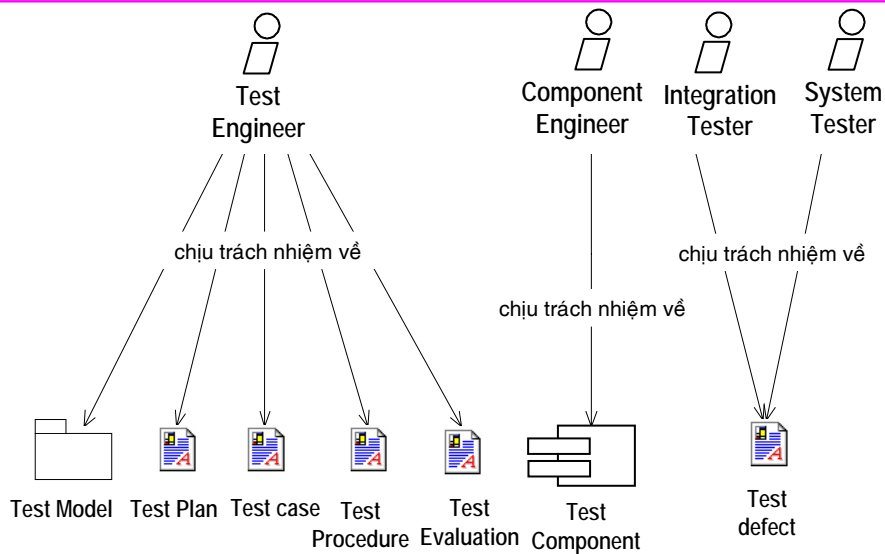 Test
Engineer
Component
Engineer
Integration
Tester
System
Tester
chịu trách nhiệm về
chịu trách nhiệm về
chịu trách nhiệm về
Test Model
Test Plan
Test case
Test
Procedure
Test
Evaluation
Test
Component
Test
defect